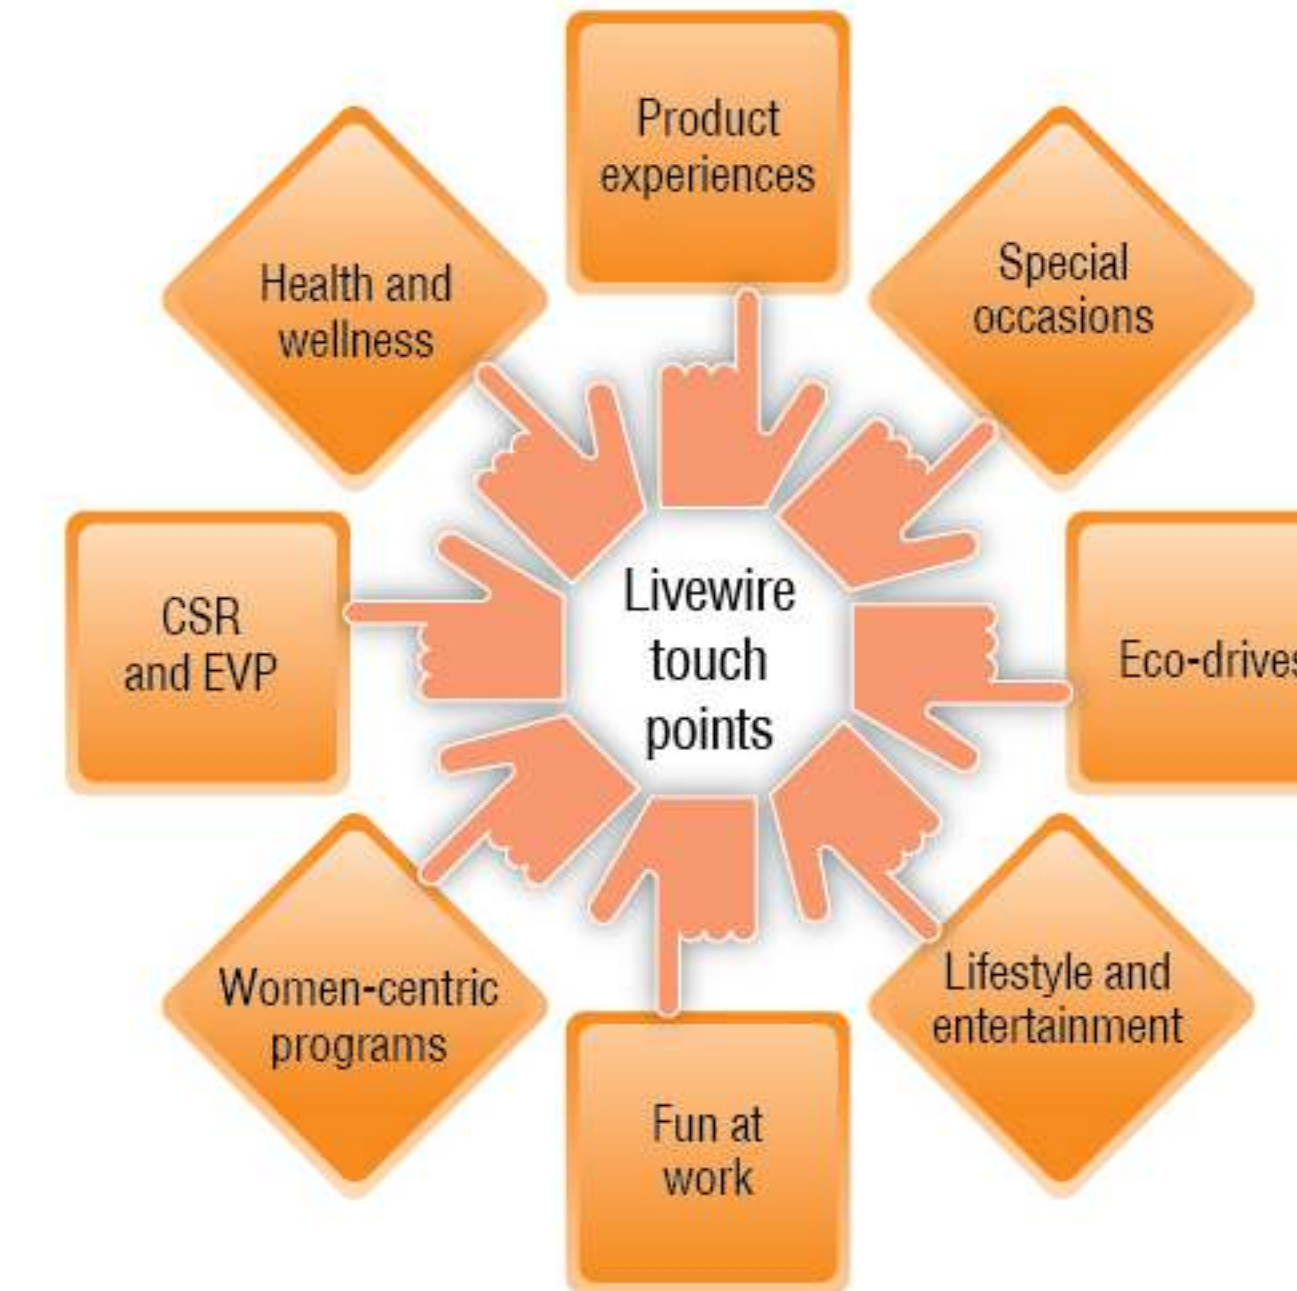 Product
experiences
Special
occasions
Health and
wellness
Livewire
touch
points
CSR
and EVP
Eco-drives
Lifestyle and
entertainment
Women-centric
programs
Fun at
work